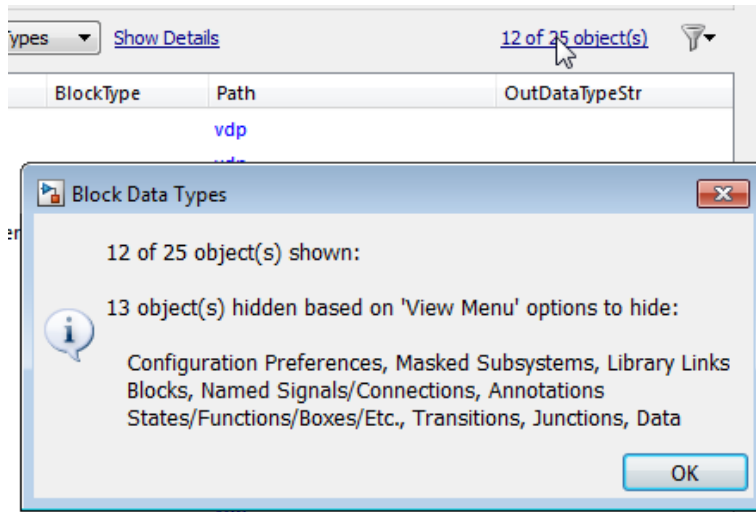 Types Show Details 12 of 25 object(s)
BlockType Path OutDataTypeStr
vdp
Block Data Types
12 of 25 object(s) shown:
13 object(s) hidden based on 'View Menu' options to hide:
Configuration Preferences, Masked Subsystems, Library Links
Blocks, Named Signals/Connections, Annotations
States/Functions/Boxes/Etc., Transitions, Junctions, Data
OK